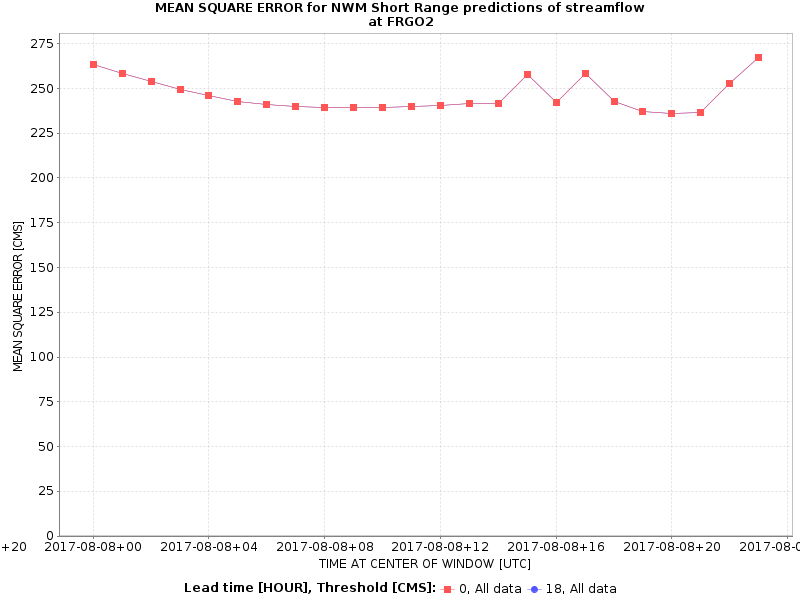 MEAN SQUARE ERROR for NWM Short Range predictions of streamflow
at FRGO2
275
250
225
200
175
150
125
100
75
50
25
0
MEAN SQUARE ERROR [CMS]
+20 2017-08-08+00 2017-08-08+04 2017-08-08+08 2017-08-08+12 2017-08-08+16 2017-08-08+20 2017-08-0
TIME AT CENTER OF WINDOW [UTC]
Lead time [HOUR], Threshold [CMS]: 0, All data 18, All data